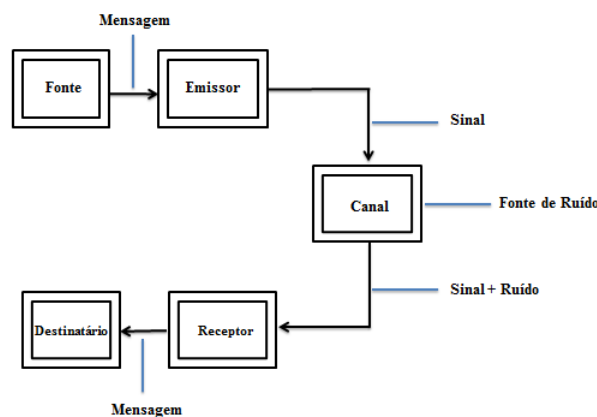 Mensagem
Fonte
Emissor
Sinal
Canal
Fonte de Ruído
Sinal + Ruído
Destinatário
Receptor
Mensagem